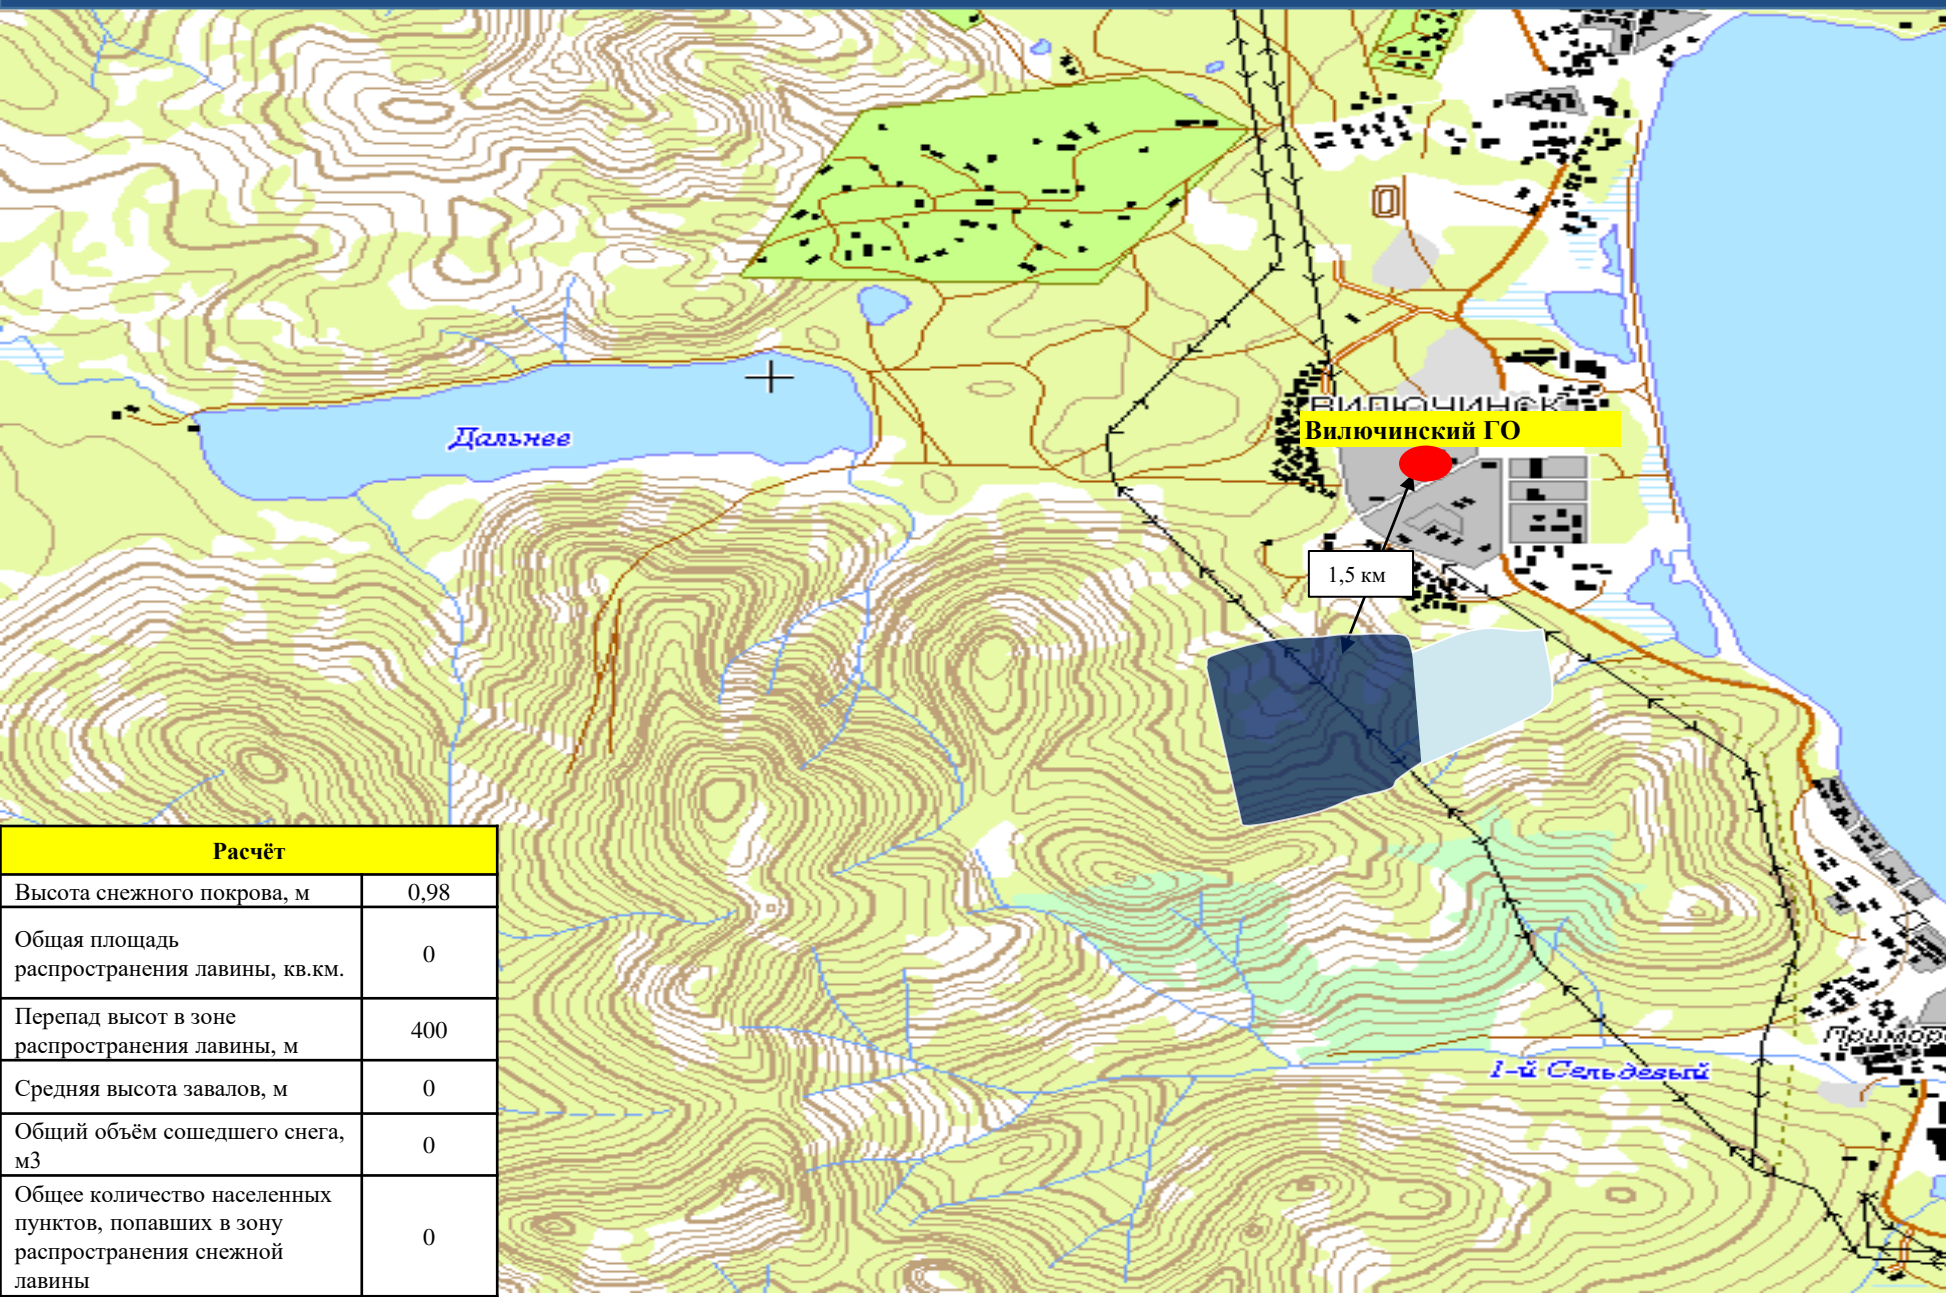 ВИЛЮЧИНСК
Вилючинский ГО
Дальнее
1,5 км
Расчёт
Высота снежного покрова, м 0,98
Общая площадь
распространения лавины, кв.км. 0
Перепад высот в зоне
распространения лавины, м 400
Средняя высота завалов, м 0
Общий объём сошедшего снега,
м3 0
Общее количество населенных
пунктов, попавших в зону
распространения снежной
лавины 0
Примор
1-й Сельдевый